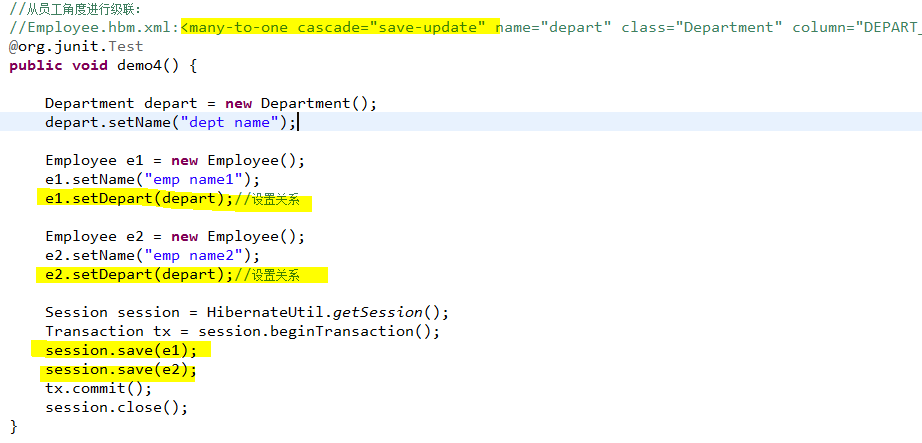 //从员工角度进行级联:
//Employee.hbm.xml:<many-to-one cascade="save-update" name="depart" class="Department" column="DEPART_
@org.junit.Test
public void demo4() {
Department depart = new Department();
depart.setName("dept name");
Employee e1 = new Employee();
e1.setName("emp name1");
e1.setDepart(depart);//设置关系
Employee e2 = new Employee();
e2.setName("emp name2");
e2.setDepart(depart);//设置关系
Session session = HibernateUtil.getSession();
Transaction tx = session.beginTransaction();
session.save(e1);
session.save(e2);
tx.commit();
session.close();
}